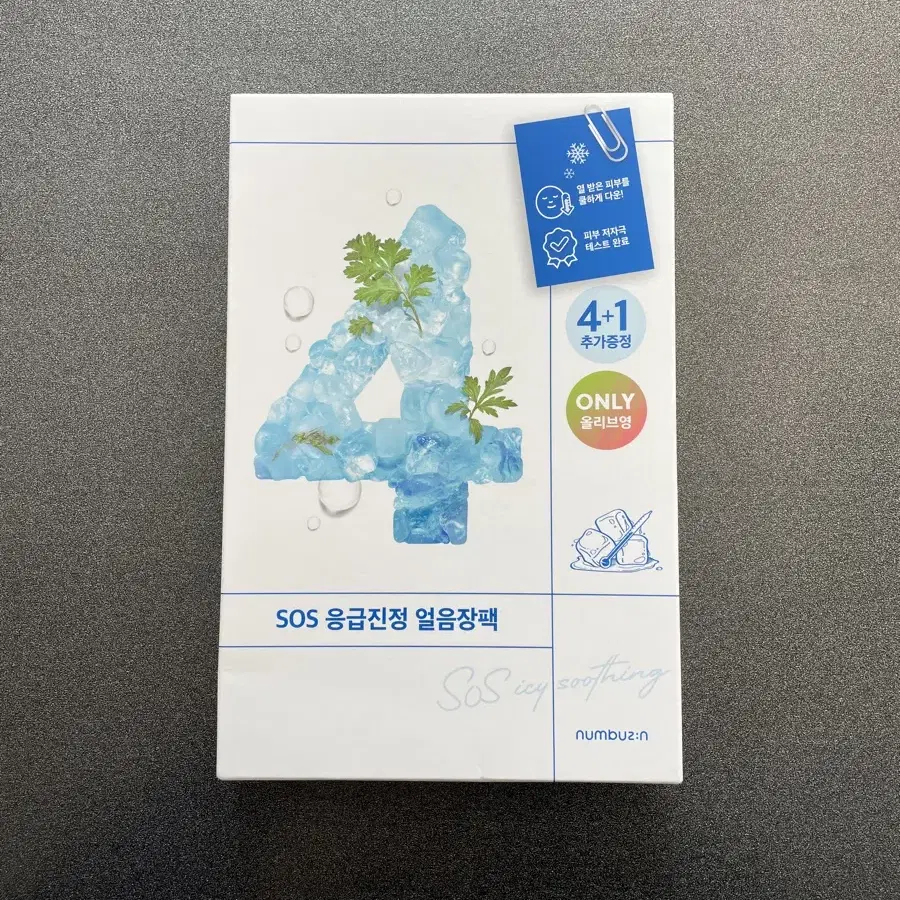 열 받은 피부를
쿨하게 다운!
피부 저자극
테스트 완료
4
4+1
추가증정
ONLY
올리브영
SOS 응급진정 얼음장팩
SoS icy soothing
numbuz:n